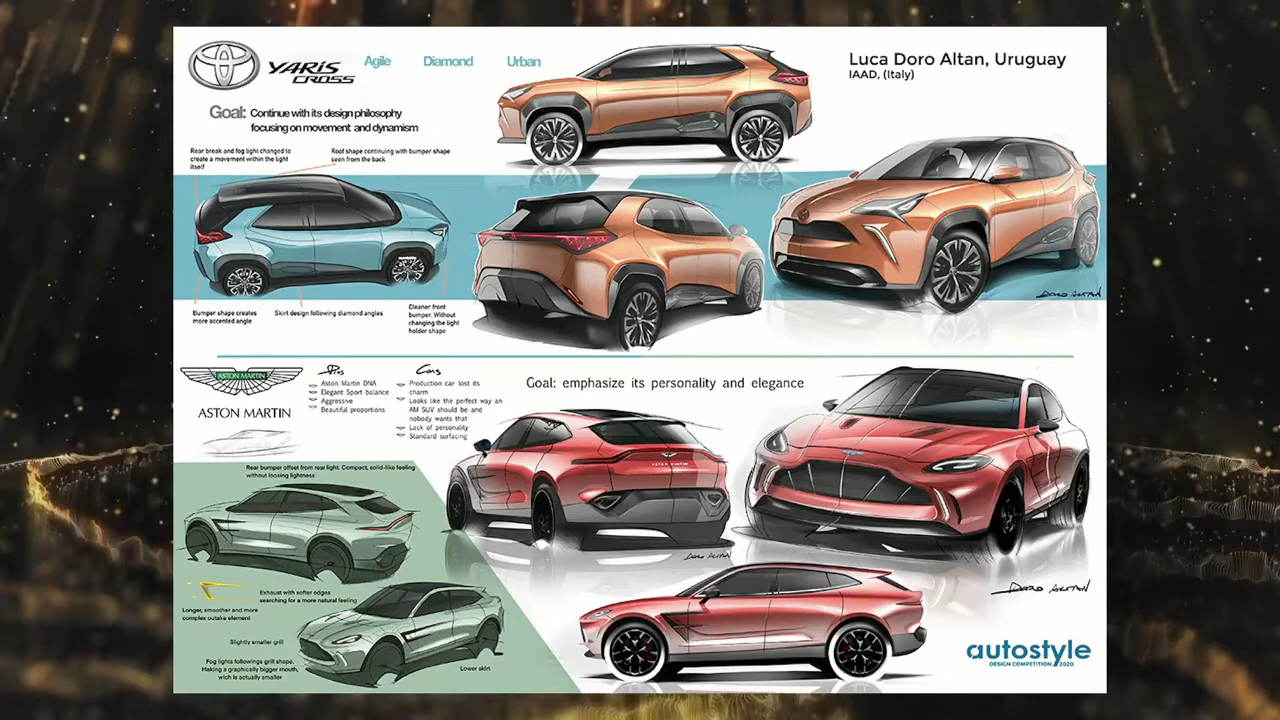 YARIS
CROSS
Agile
Diamond
Urban
Luca Doro Altan, Uruguay
IAAD, (Italy)
Goal: Continue with its design philosophy
focusing on movement and dynamism
Rear break and fog light changed to
create a movement within the light
itself
Roof shape continuing with bumper shape
seen from the back
Bumper shape creates
more accented angle
Skirt design following diamond angles
Cleaner front
bumper. Without
changing the light
holder shape
DORO ALTAN
ASTON MARTIN
ASTON MARTIN
Pros
Aston Martin DNA
Elegant Sport balance
Aggressive
Beautiful proportions
Cons
Production car lost its
charm
Looks like the perfect way an
AM SUV should be and
nobody wants that
Lack of personality
Standard surfacing
Goal: emphasize its personality and elegance
Rear bumper offset from rear light. Compact, solid-like feeling
without loosing lightness
Exhaust with softer edges
searching for a more natural feeling
Longer, smoother and more
complex outake element
Slightly smaller grill
Fog lights followings grill shape.
Making a graphically bigger mouth,
wich is actually smaller
Lower skirt
DORO ALTAN
DORO ALTAN
autostyle
DESIGN COMPETITION 2020